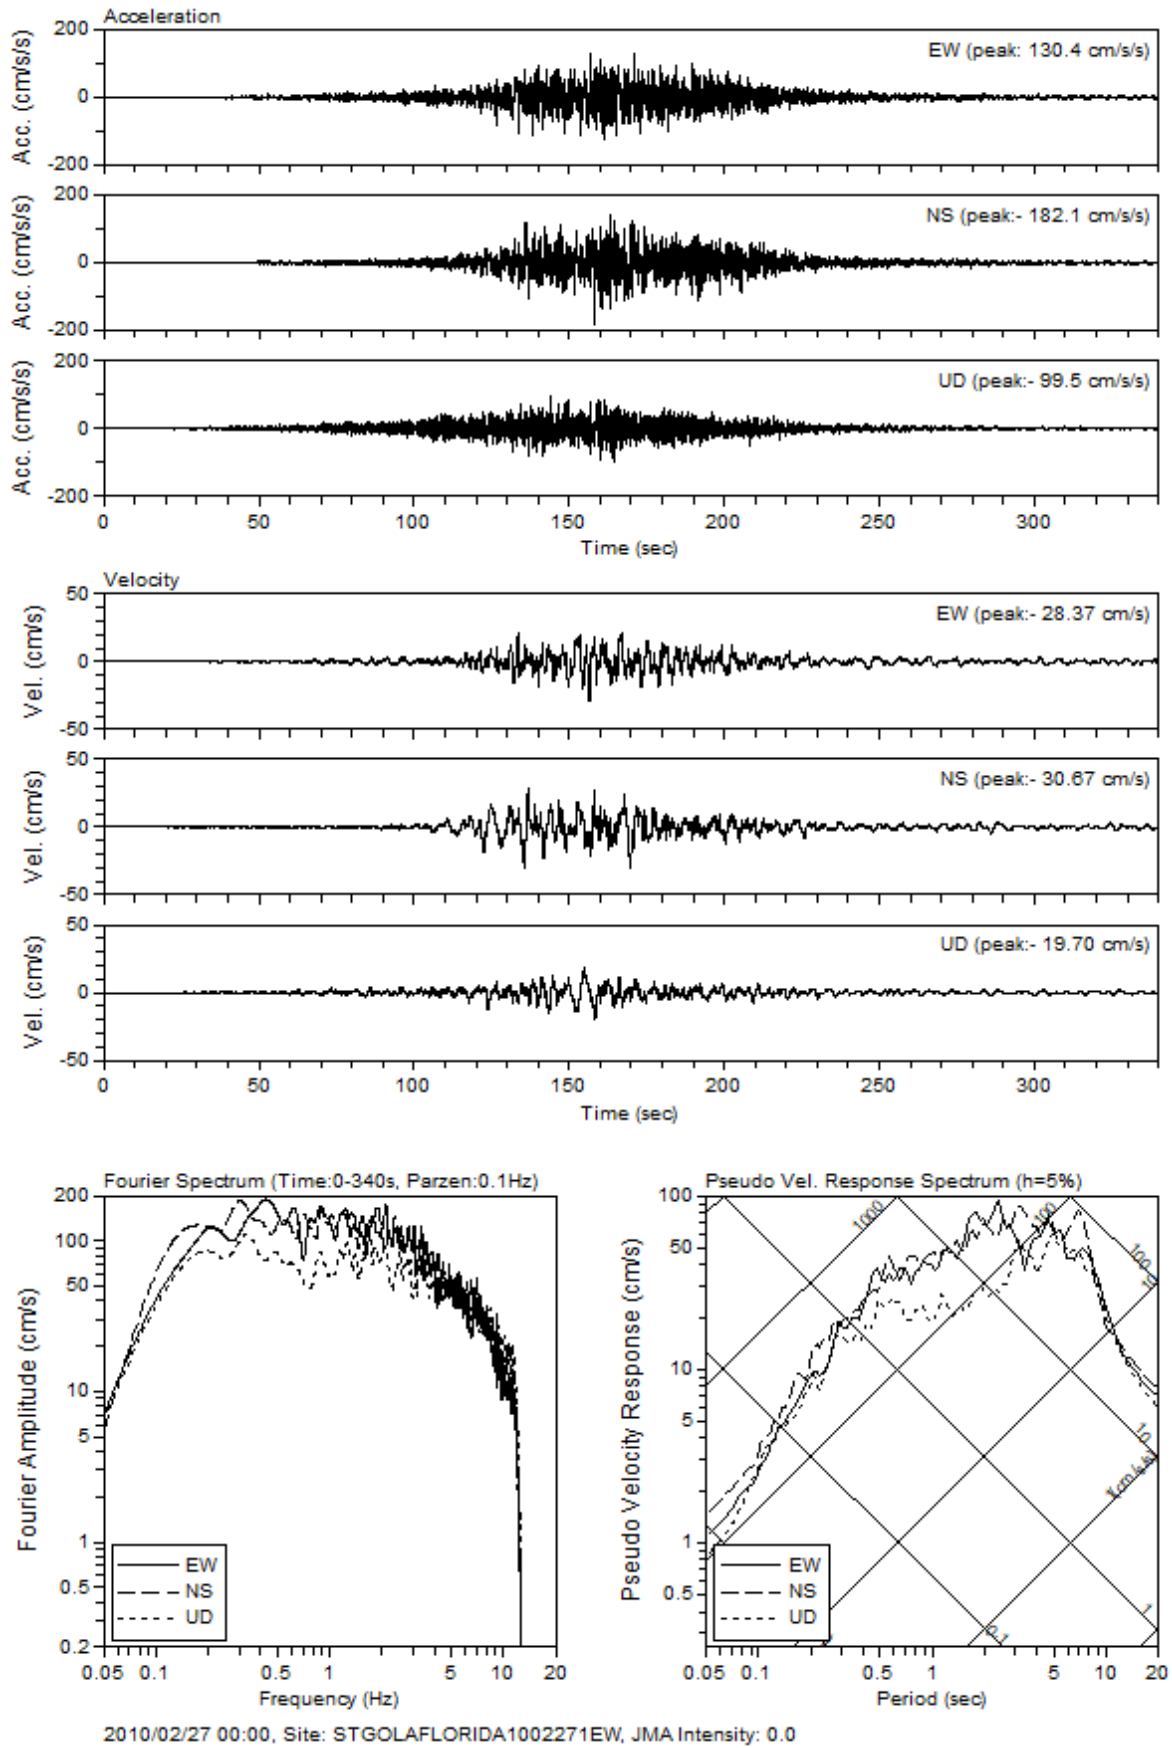 Acceleration
200
EW (peak: 130.4 cm/s/s)
Acc. (cm/s/s)
0
-200
200
NS (peak:- 182.1 cm/s/s)
Acc. (cm/s/s)
0
-200
200
UD (peak:- 99.5 cm/s/s)
Acc. (cm/s/s)
0
-200
0 50 100 150 200 250 300
Time (sec)
Velocity
50
EW (peak:- 28.37 cm/s)
Vel. (cm/s)
0
-50
50
NS (peak:- 30.67 cm/s)
Vel. (cm/s)
0
-50
50
UD (peak:- 19.70 cm/s)
Vel. (cm/s)
0
-50
0 50 100 150 200 250 300
Time (sec)
Fourier Spectrum (Time:0-340s, Parzen:0.1Hz)
200
100
50
10
5
1
0.5
0.2
Fourier Amplitude (cm/s)
EW
NS
UD
0.05 0.1 0.5 1 5 10 20
Frequency (Hz)
Pseudo Vel. Response Spectrum (h=5%)
100
50
10
5
1
0.5
Pseudo Velocity Response (cm/s)
1000
100
100
10
10
1
0.1
EW
NS
UD
0.05 0.1 0.5 1 5 10 20
Period (sec)
2010/02/27 00:00, Site: STGOLAFLORIDA1002271EW, JMA Intensity: 0.0